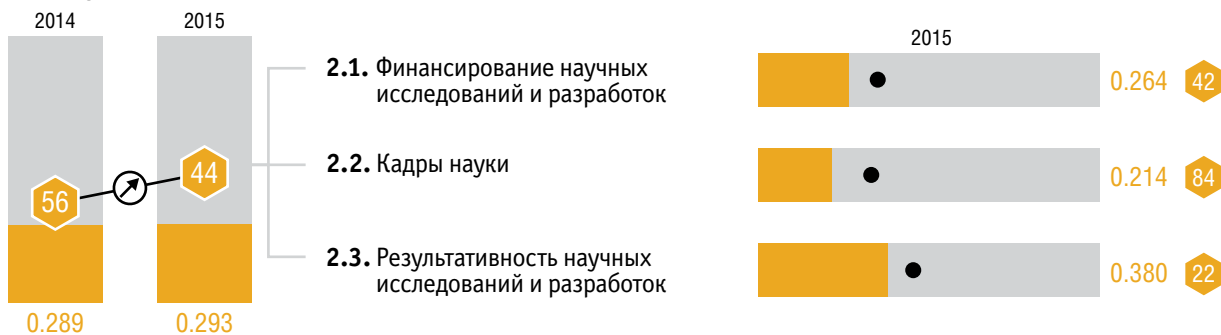 2014
2015
56
44
0.289
0.293
2.1. Финансирование научных
исследований и разработок
2.2. Кадры науки
2.3. Результативность научных
исследований и разработок
2015
0.264
42
0.214
84
0.380
22